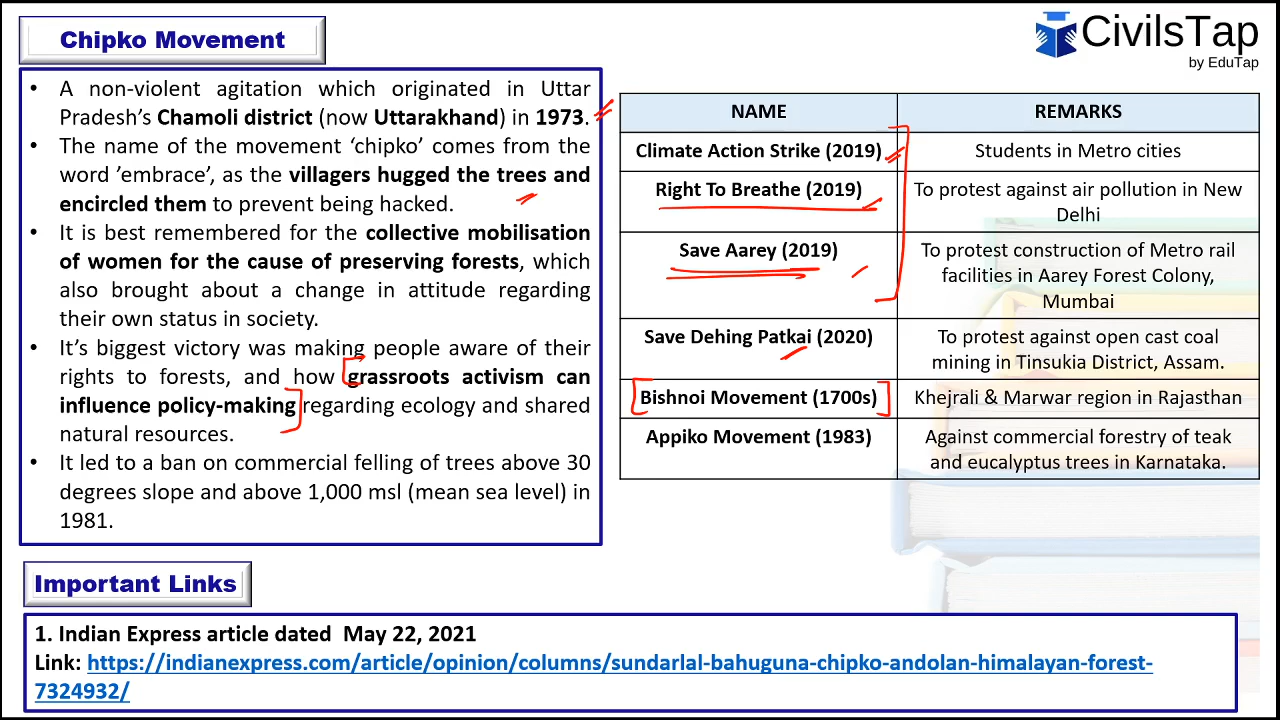 Chipko Movement
CivilsTap
by EduTap
• A non-violent agitation which originated in Uttar
Pradesh's Chamoli district (now Uttarakhand) in 1973.
• The name of the movement ‘chipko’ comes from the
word ’embrace’, as the villagers hugged the trees and
encircled them to prevent being hacked.
• It is best remembered for the collective mobilisation
of women for the cause of preserving forests, which
also brought about a change in attitude regarding
their own status in society.
• It’s biggest victory was making people aware of their
rights to forests, and how grassroots activism can
influence policy-making regarding ecology and shared
natural resources.
• It led to a ban on commercial felling of trees above 30
degrees slope and above 1,000 msl (mean sea level) in
1981.
NAME REMARKS
Climate Action Strike (2019) Students in Metro cities
Right To Breathe (2019) To protest against air pollution in New
Delhi
Save Aarey (2019) To protest construction of Metro rail
facilities in Aarey Forest Colony,
Mumbai
Save Dehing Patkai (2020) To protest against open cast coal
mining in Tinsukia District, Assam.
Bishnoi Movement (1700s) Khejrali & Marwar region in Rajasthan
Appiko Movement (1983) Against commercial forestry of teak
and eucalyptus trees in Karnataka.
Important Links
1. Indian Express article dated May 22, 2021
Link: https://indianexpress.com/article/opinion/columns/sundarlal-bahuguna-chipko-andolan-himalayan-forest-
7324932/